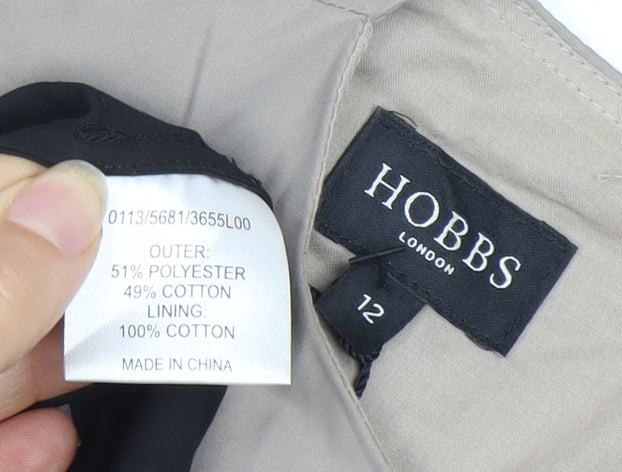 0113/5681/3655L00
OUTER:
51% POLYESTER
49% COTTON
LINING:
100% COTTON
MADE IN CHINA
HOBBS
LONDON
12